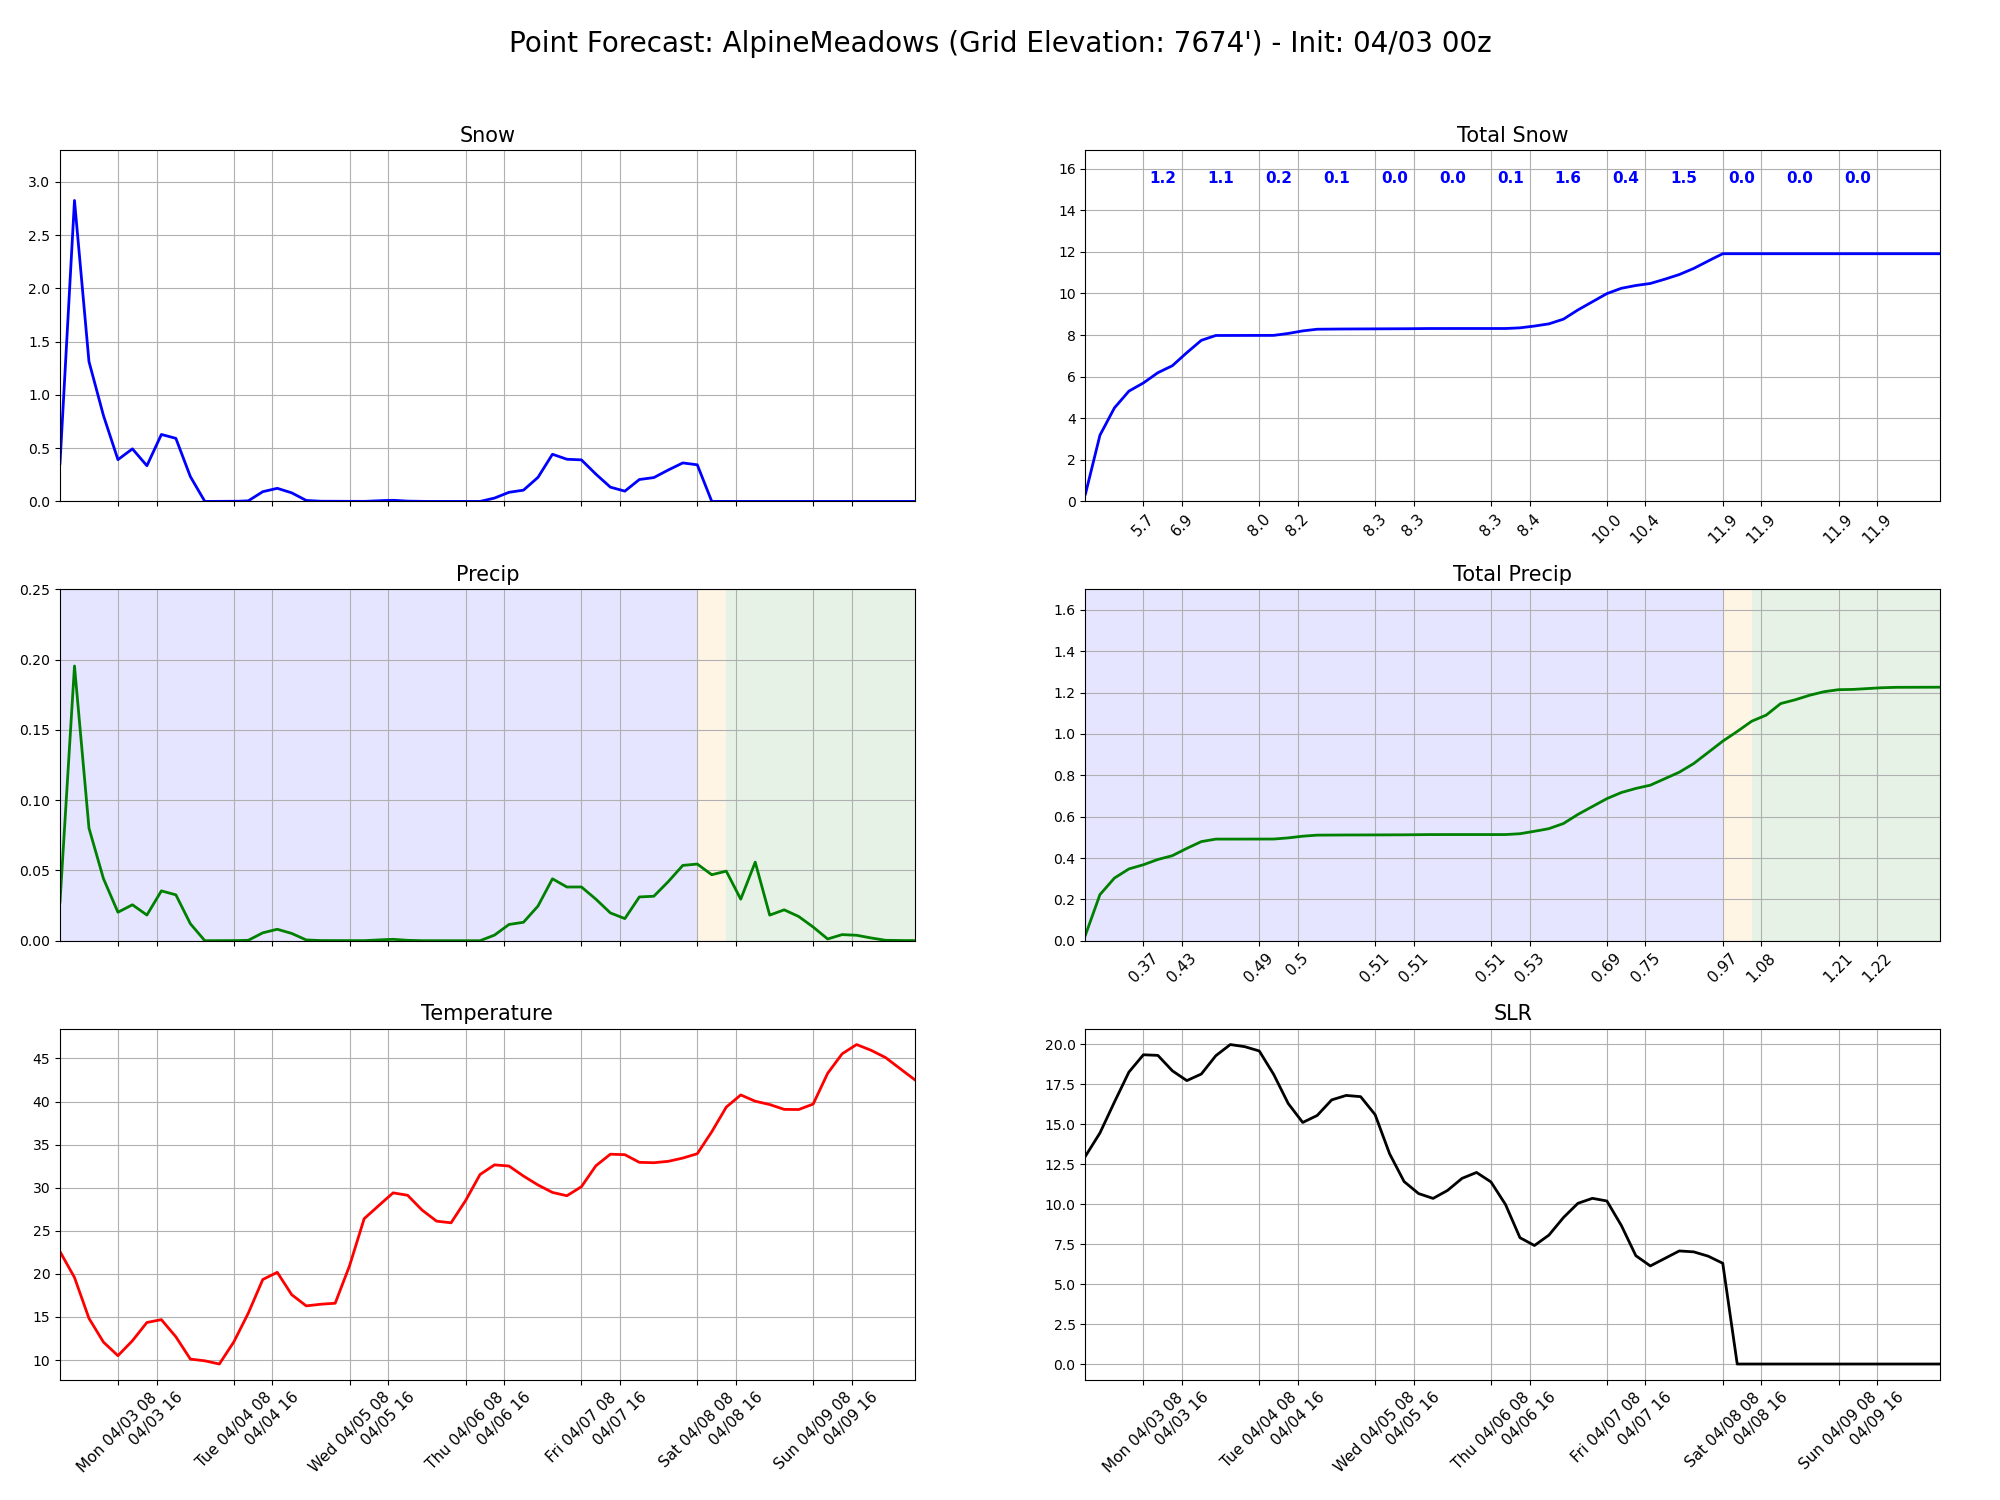 Point Forecast: AlpineMeadows (Grid Elevation: 7674') - Init: 04/03 00z
Snow
3.0
2.5
2.0
1.5
1.0
0.5
0.0
Total Snow
16
14
12
10
8
6
4
2
0
1.2 1.1 0.2 0.1 0.0 0.0 0.1 1.6 0.4 1.5 0.0 0.0 0.0
5.7 6.9 8.0 8.2 8.3 8.3 8.3 8.4 10.0 10.4 11.9 11.9 11.9 11.9
Precip
0.25
0.20
0.15
0.10
0.05
0.00
Total Precip
1.6
1.4
1.2
1.0
0.8
0.6
0.4
0.2
0.0
0.37 0.43 0.49 0.5 0.51 0.51 0.51 0.53 0.69 0.75 0.97 1.08 1.21 1.22
Temperature
45
40
35
30
25
20
15
10
Mon 04/03 08
04/03 16
Tue 04/04 08
04/04 16
Wed 04/05 08
04/05 16
Thu 04/06 08
04/06 16
Fri 04/07 08
04/07 16
Sat 04/08 08
04/08 16
Sun 04/09 08
04/09 16
SLR
20.0
17.5
15.0
12.5
10.0
7.5
5.0
2.5
0.0
Mon 04/03 08
04/03 16
Tue 04/04 08
04/04 16
Wed 04/05 08
04/05 16
Thu 04/06 08
04/06 16
Fri 04/07 08
04/07 16
Sat 04/08 08
04/08 16
Sun 04/09 08
04/09 16